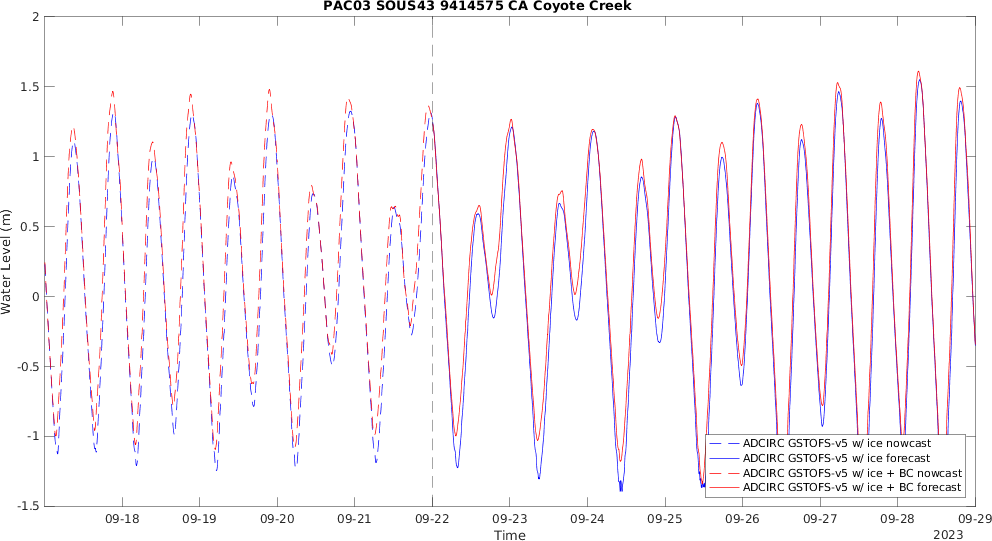 PAC03 SOUS43 9414575 CA Coyote Creek
2
1.5
1
0.5
0
-0.5
-1
-1.5
Water Level (m)
ADCIRC GSTOFS-v5 w/ ice nowcast
ADCIRC GSTOFS-v5 w/ ice forecast
ADCIRC GSTOFS-v5 w/ ice + BC nowcast
ADCIRC GSTOFS-v5 w/ ice + BC forecast
09-18 09-19 09-20 09-21 09-22 09-23 09-24 09-25 09-26 09-27 09-28 09-29
Time
2023